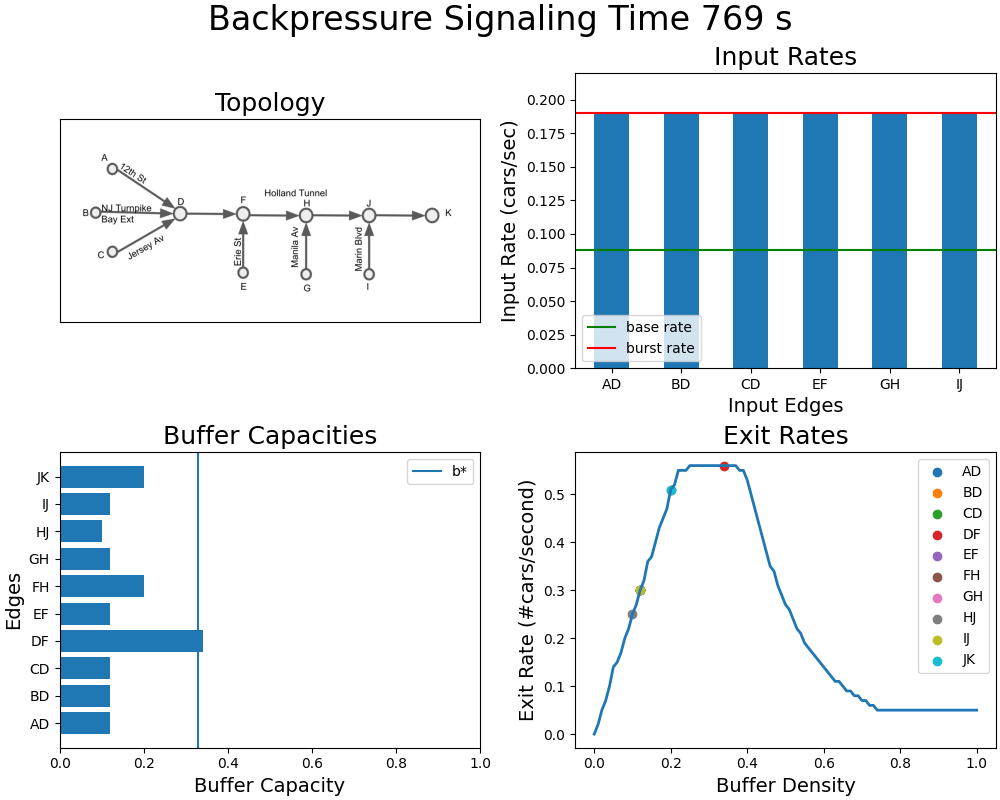 Backpressure Signaling Time 769 s
Topology
A
12th St
B
NJ Turnpike
Bay Ext
C
Jersey Av
D
F
Holland Tunnel
H
J
K
Erie St
Manila Av
Marin Blvd
E
G
I
Input Rates
Input Rate (cars/sec)
0.200
0.175
0.150
0.125
0.100
0.075
0.050
0.025
0.000
base rate
burst rate
AD BD CD EF GH IJ
Input Edges
Buffer Capacities
Edges
JK
IJ
HJ
GH
FH
EF
DF
CD
BD
AD
b*
0.0 0.2 0.4 0.6 0.8 1.0
Buffer Capacity
Exit Rates
Exit Rate (#cars/second)
0.5
0.4
0.3
0.2
0.1
0.0
AD
BD
CD
DF
EF
FH
GH
HJ
IJ
JK
0.0 0.2 0.4 0.6 0.8 1.0
Buffer Density